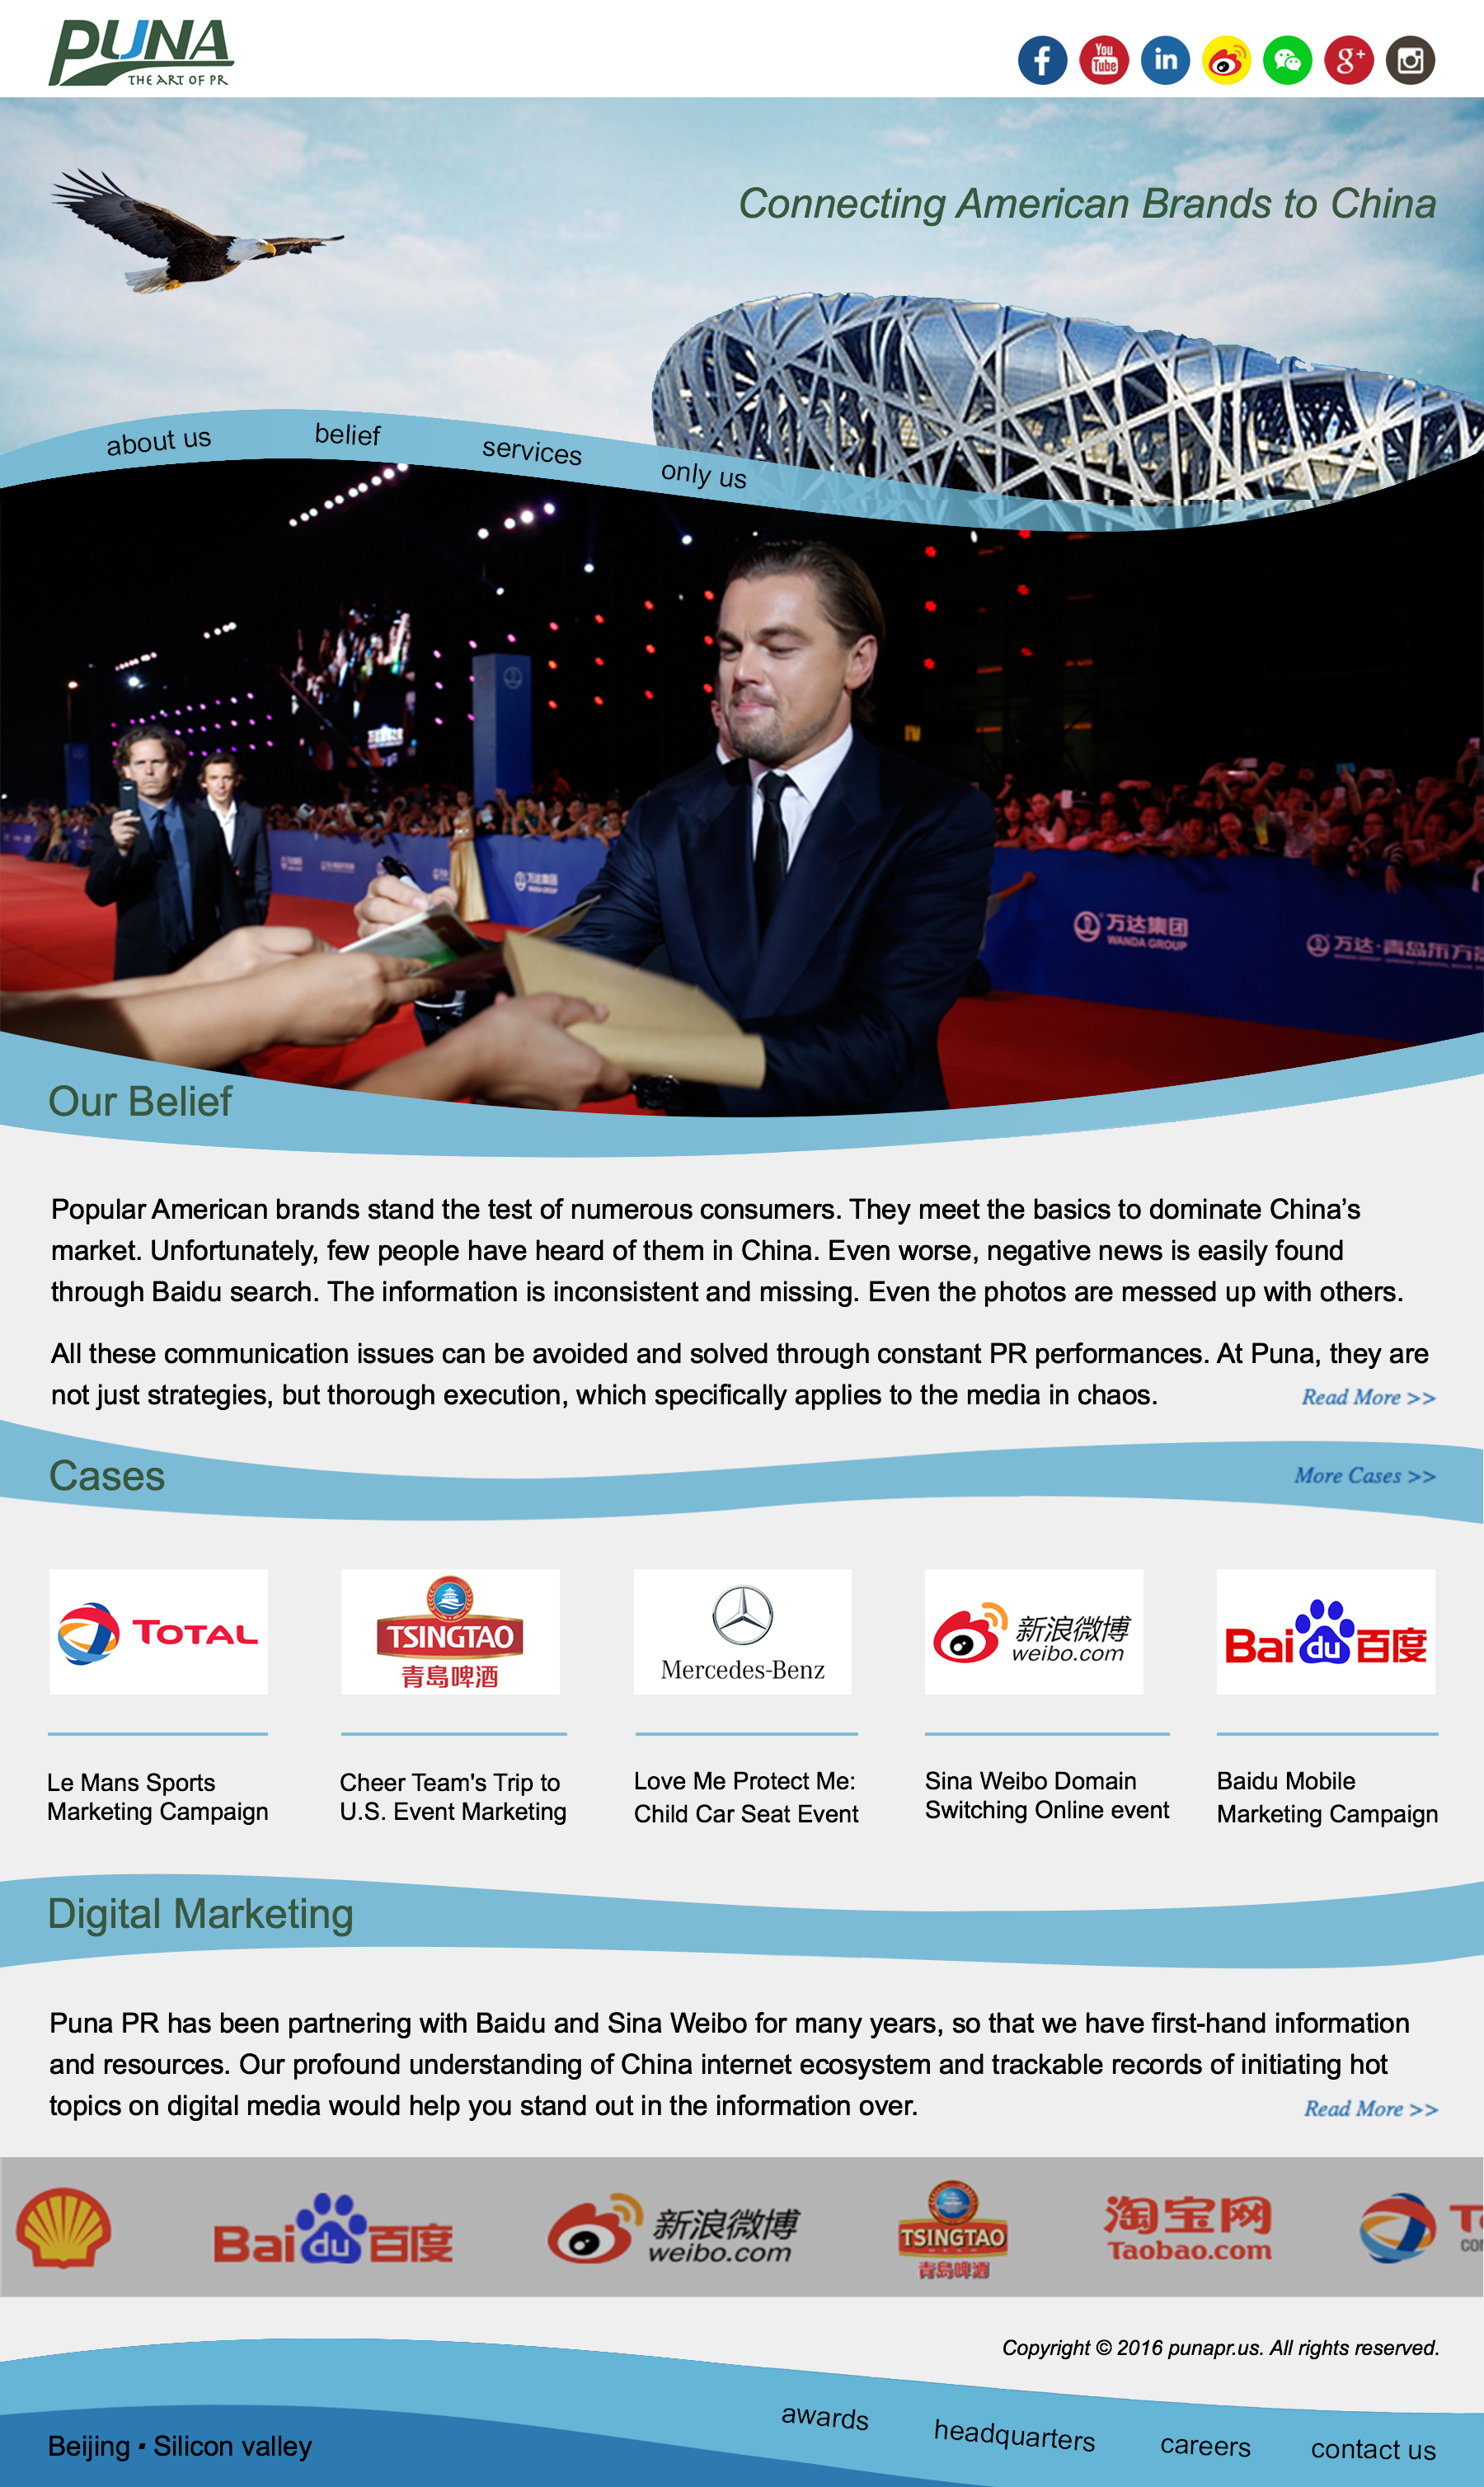 PUNA
THE ART OF PR
f
You
Tube
in
g+
Connecting American Brands to China
about us
belief
services
only us
万达集团
WANDA GROUP
万达·青岛东方
Our Belief
Popular American brands stand the test of numerous consumers. They meet the basics to dominate China’s
market. Unfortunately, few people have heard of them in China. Even worse, negative news is easily found
through Baidu search. The information is inconsistent and missing. Even the photos are messed up with others.
All these communication issues can be avoided and solved through constant PR performances. At Puna, they are
not just strategies, but thorough execution, which specifically applies to the media in chaos.
Read More >>
Cases
More Cases >>
TOTAL
TSINGTAO
青島啤酒
Mercedes-Benz
新浪微博
weibo.com
Bai du 百度
Le Mans Sports
Marketing Campaign
Cheer Team's Trip to
U.S. Event Marketing
Love Me Protect Me:
Child Car Seat Event
Sina Weibo Domain
Switching Online event
Baidu Mobile
Marketing Campaign
Digital Marketing
Puna PR has been partnering with Baidu and Sina Weibo for many years, so that we have first-hand information
and resources. Our profound understanding of China internet ecosystem and trackable records of initiating hot
topics on digital media would help you stand out in the information over.
Read More >>
Bai du 百度
新浪微博
weibo.com
TSINGTAO
青島啤酒
淘宝网
Taobao.com
Copyright © 2016 punapr.us. All rights reserved.
awards
headquarters
careers
contact us
Beijing · Silicon valley